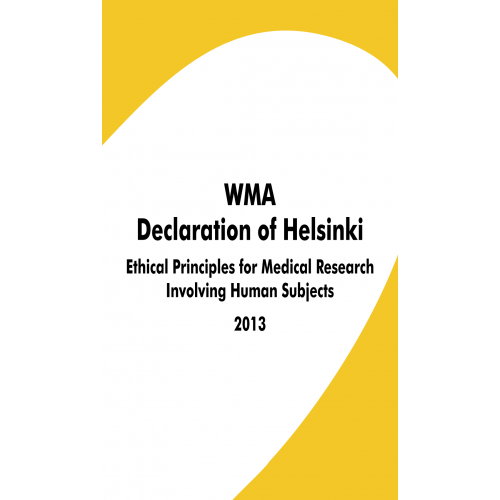 WMA
Declaration of Helsinki
Ethical Principles for Medical Research
Involving Human Subjects
2013